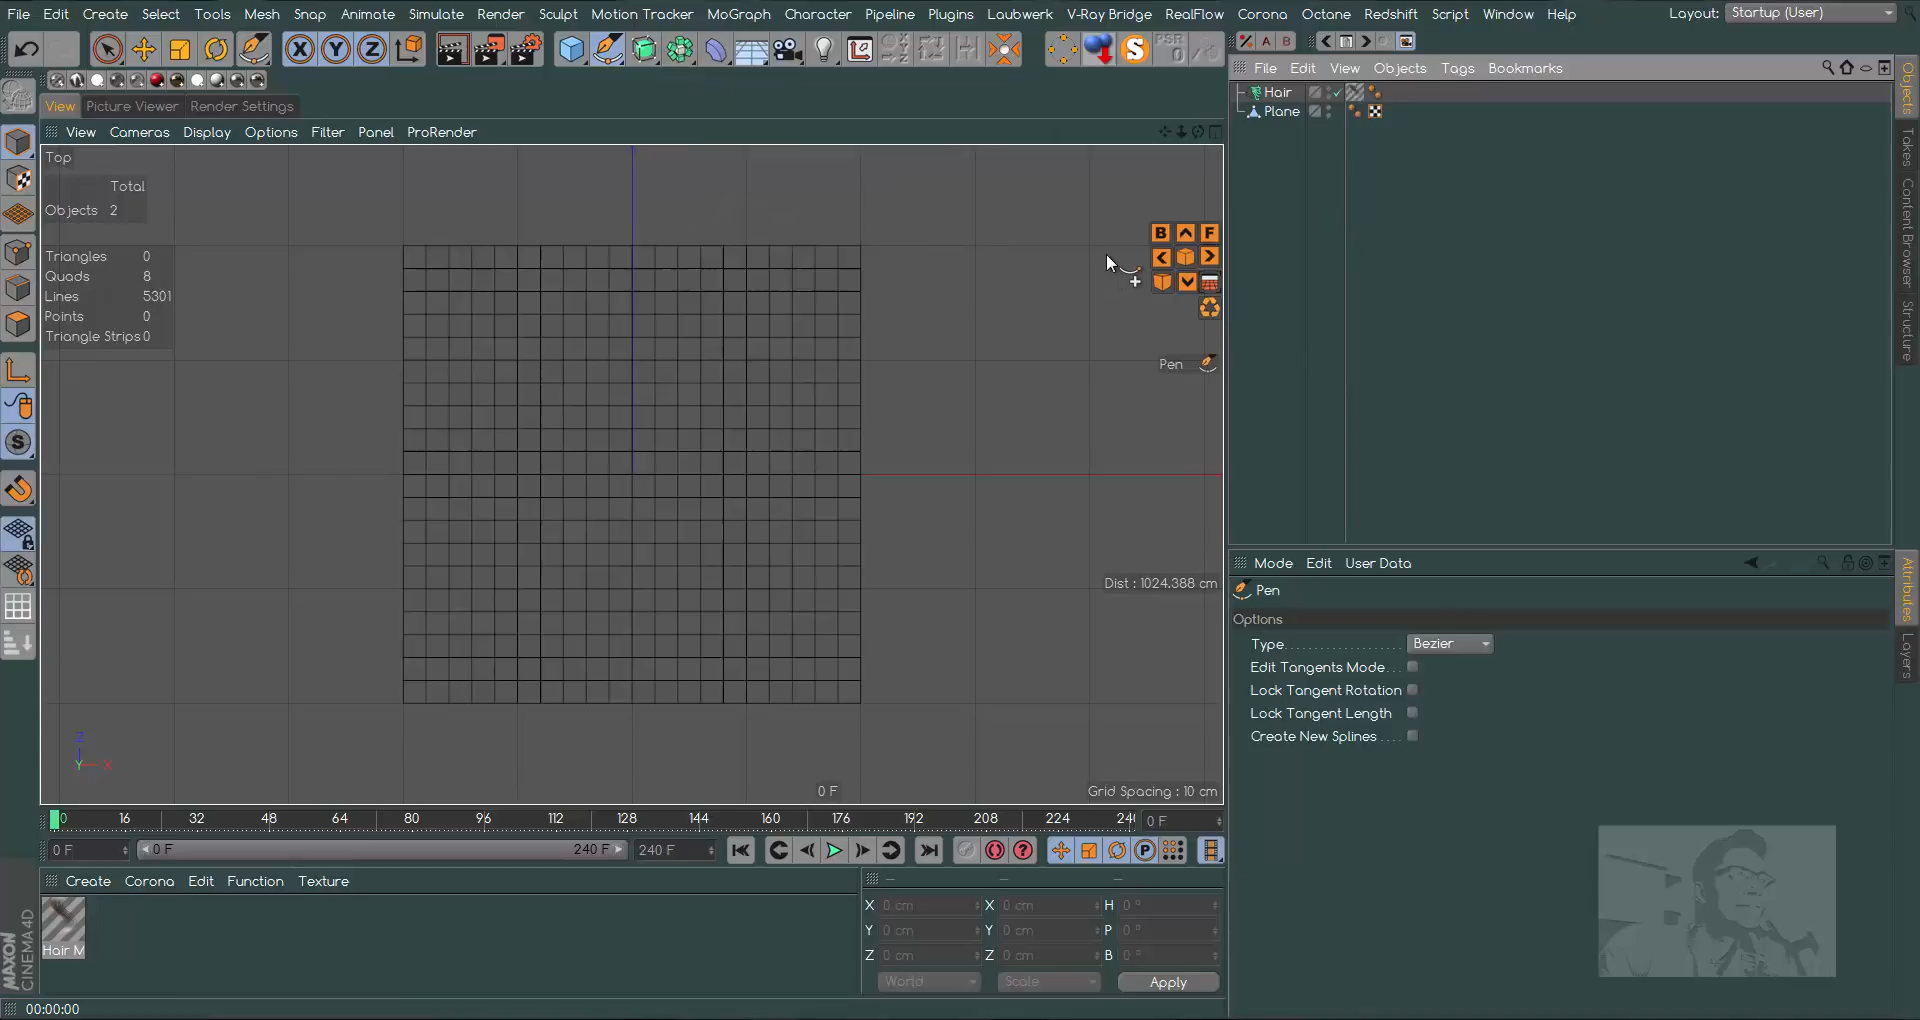 File Edit Create Select Tools Mesh Snap Animate Simulate Render Sculpt Motion Tracker MoGraph Character Pipeline Plugins Laubwerk V-Ray Bridge RealFlow Corona Octane Redshift Script Window Help Layout: Startup (User)
X Y Z S PSR 0
A B
File Edit View Objects Tags Bookmarks
Hair
Plane
View Picture Viewer Render Settings
View Cameras Display Options Filter Panel ProRender
Top
Total
Objects 2
Triangles 0
Quads 8
Lines 5301
Points 0
Triangle Strips 0
B F
Pen
Dist : 1024.388 cm
0 F
Grid Spacing : 10 cm
Z
Y X
S
Objects
Takes
Content Browser
Structure
Mode Edit User Data
Pen
Options
Type Bezier
Edit Tangents Mode
Lock Tangent Rotation
Lock Tangent Length
Create New Splines
Attributes
Layers
0 16 32 48 64 80 96 112 128 144 160 176 192 208 224 24 0 F
0 F 0 F 240 F 240 F P
Create Corona Edit Function Texture
Hair M
X 0 cm X 0 cm H 0 °
Y 0 cm Y 0 cm P 0 °
Z 0 cm Z 0 cm B 0 °
World Scale Apply
MAXON
CINEMA 4D
00:00:00